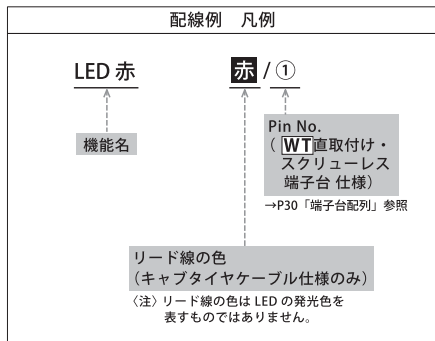 配線例 凡例
LED 赤 赤 / ①
機能名
Pin No.
( WT直取付け・
スクリューレス
端子台 仕様)
→P30「端子台配列」参照
リード線の色
(キャブタイヤケーブル仕様のみ)
〈注〉リード線の色は LED の発光色を
表すものではありません。